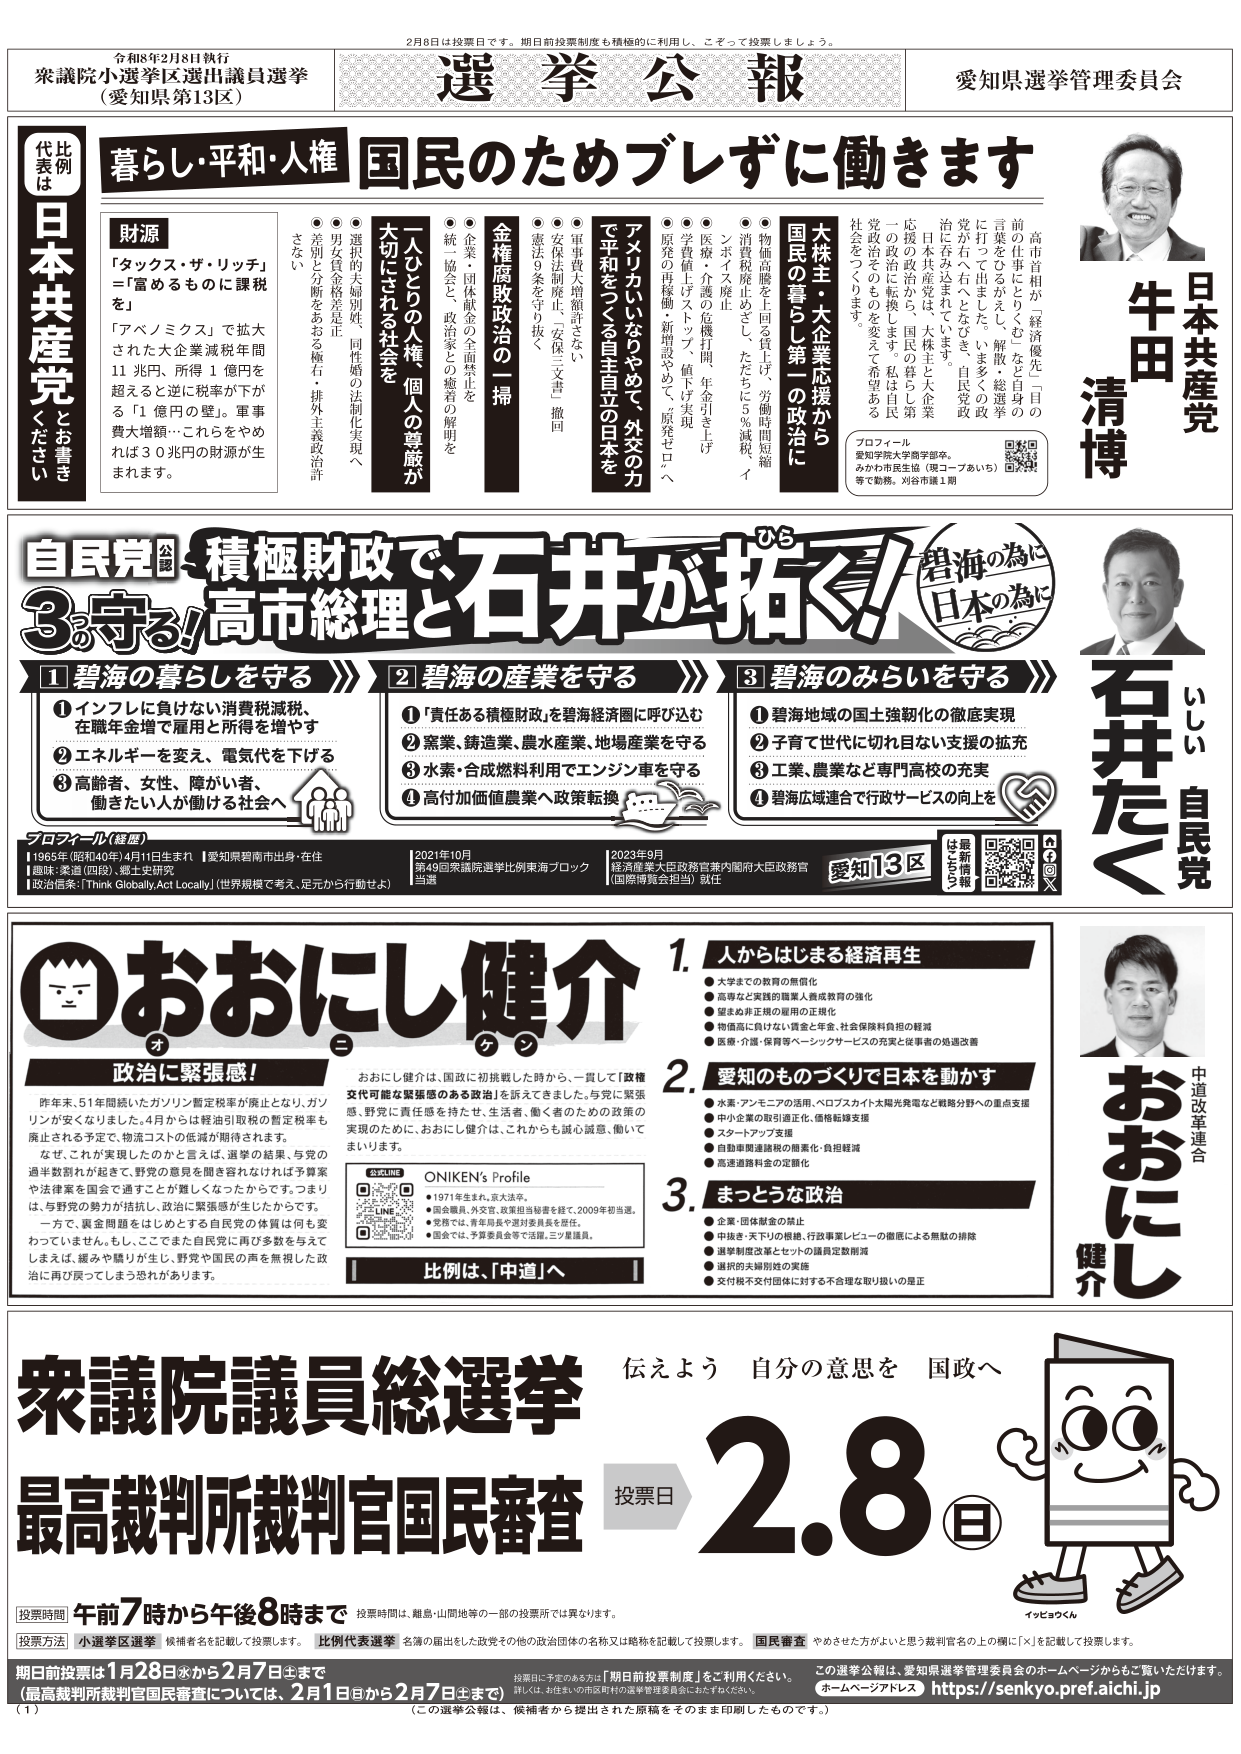 2月8日は投票日です。期日前投票制度も積極的に利用し、こぞって投票しましょう。
令和8年2月8日執行
衆議院小選挙区選出議員選挙
（愛知県第13区）
選挙公報
愛知県選挙管理委員会
日本共産党
牛田
清博
暮らし・平和・人権
国民のためブレずに働きます
高市首相が「経済優先」「目の
前の仕事にとりくむ」など自身の
言葉をひるがえし、解散・総選挙
に打って出ました。いま多くの政
党が右へ右へとなびき、自民党政
治に吞み込まれています。
日本共産党は、大株主と大企業
応援の政治から、国民の暮らし第
一の政治に転換します。私は自民
党政治そのものを変えて希望ある
社会をつくります。
プロフィール
愛知学院大学商学部卒。
みかわ市民生協（現コープあいち）
等で勤務。刈谷市議１期
大株主・大企業応援から
国民の暮らし第一の政治に
●物価高騰を上回る賃上げ、労働時間短縮
●消費税廃止めざし、ただちに５％減税、イ
ンボイス廃止
●医療・介護の危機打開、年金引き上げ
●学費値上げストップ、値下げ実現
●原発の再稼働・新増設やめて、〝原発ゼロ〟へ
アメリカいいなりやめて、外交の力
で平和をつくる自主自立の日本を
●軍事費大増額許さない
●安保法制廃止、「安保三文書」撤回
●憲法９条を守り抜く
金権腐敗政治の一掃
●企業・団体献金の全面禁止を
●統一協会と、政治家との癒着の解明を
一人ひとりの人権、個人の尊厳が
大切にされる社会を
●選択的夫婦別姓、同性婚の法制化実現へ
●男女賃金格差是正
●差別と分断をあおる極右・排外主義政治許
さない
財源
「タックス・ザ・リッチ」
＝「富めるものに課税
を」
「アベノミクス」で拡大
された大企業減税年間
11 兆円、所得 1 億円を
超えると逆に税率が下が
る「1 億円の壁」。軍事
費大増額…これらをやめ
れば３０兆円の財源が生
まれます。
比例
代表は
日本共産党
とお書き
ください
自民党公認
3つの守る!
積極財政で、
高市総理と
石井が拓く!
ひら
碧海の為に
日本の為に
いしい
石井たく
自民党
1 碧海の暮らしを守る
❶インフレに負けない消費税減税、
在職年金増で雇用と所得を増やす
❷エネルギーを変え、電気代を下げる
❸高齢者、女性、障がい者、
働きたい人が働ける社会へ
2 碧海の産業を守る
❶「責任ある積極財政」を碧海経済圏に呼び込む
❷窯業、鋳造業、農水産業、地場産業を守る
❸水素・合成燃料利用でエンジン車を守る
❹高付加価値農業へ政策転換
3 碧海のみらいを守る
❶碧海地域の国土強靭化の徹底実現
❷子育て世代に切れ目ない支援の拡充
❸工業、農業など専門高校の充実
❹碧海広域連合で行政サービスの向上を
プロフィール（経歴）
1965年（昭和40年）4月11日生まれ 愛知県碧南市出身・在住
趣味：柔道（四段）、郷土史研究
政治信条：「Think Globally,Act Locally」（世界規模で考え、足元から行動せよ）
2021年10月
第49回衆議院選挙比例東海ブロック
当選
2023年9月
経済産業大臣政務官兼内閣府大臣政務官
（国際博覧会担当）就任
愛知13区
最新情報
はこちら♪
おおにし健介
オ ニ ケ ン
政治に緊張感！
昨年末、51年間続いたガソリン暫定税率が廃止となり、ガソ
リンが安くなりました。4月からは軽油引取税の暫定税率も
廃止される予定で、物流コストの低減が期待されます。
なぜ、これが実現したのかと言えば、選挙の結果、与党の
過半数割れが起きて、野党の意見を聞き容れなければ予算案
や法律案を国会で通すことが難しくなったからです。つまり
は、与野党の勢力が拮抗し、政治に緊張感が生じたからです。
一方で、裏金問題をはじめとする自民党の体質は何も変
わっていません。もし、ここでまた自民党に再び多数を与えて
しまえば、緩みや驕りが生じ、野党や国民の声を無視した政
治に再び戻ってしまう恐れがあります。
おおにし健介は、国政に初挑戦した時から、一貫して「政権
交代可能な緊張感のある政治」を訴えてきました。与党に緊張
感、野党に責任感を持たせ、生活者、働く者のための政策の
実現のために、おおにし健介は、これからも誠心誠意、働いて
まいります。
公式LINE
LINE
ONIKEN's Profile
●1971年生まれ。京大法卒。
●国会職員、外交官、政策担当秘書を経て、2009年初当選。
●党務では、青年局長や選対委員長を歴任。
●国会では、予算委員会等で活躍。三ツ星議員。
比例は、「中道」へ
1. 人からはじまる経済再生
●大学までの教育の無償化
●高専など実践的職業人養成教育の強化
●望まぬ非正規の雇用の正規化
●物価高に負けない賃金と年金、社会保険料負担の軽減
●医療・介護・保育等ベーシックサービスの充実と従事者の処遇改善
2. 愛知のものづくりで日本を動かす
●水素・アンモニアの活用、ペロブスカイト太陽光発電など戦略分野への重点支援
●中小企業の取引適正化、価格転嫁支援
●スタートアップ支援
●自動車関連諸税の簡素化・負担軽減
●高速道路料金の定額化
3. まっとうな政治
●企業・団体献金の禁止
●中抜き・天下りの根絶、行政事業レビューの徹底による無駄の排除
●選挙制度改革とセットの議員定数削減
●選択的夫婦別姓の実施
●交付税不交付団体に対する不合理な取り扱いの是正
中道改革連合
おおにし
健介
衆議院議員総選挙
最高裁判所裁判官国民審査
伝えよう 自分の意思を 国政へ
投票日
2.8日
イッピョウくん
投票時間 午前7時から午後8時まで 投票時間は、離島・山間地等の一部の投票所では異なります。
投票方法 小選挙区選挙 候補者名を記載して投票します。 比例代表選挙 名簿の届出をした政党その他の政治団体の名称又は略称を記載して投票します。 国民審査 やめさせた方がよいと思う裁判官名の上の欄に「×」を記載して投票します。
期日前投票は1月28日㊌から2月7日㊏まで
（最高裁判所裁判官国民審査については、2月1日㊐から2月7日㊏まで）
投票日に予定のある方は「期日前投票制度」をご利用ください。
詳しくは、お住まいの市区町村の選挙管理委員会におたずねください。
この選挙公報は、愛知県選挙管理委員会のホームページからもご覧いただけます。
ホームページアドレス https://senkyo.pref.aichi.jp
（1）
（この選挙公報は、候補者から提出された原稿をそのまま印刷したものです。）